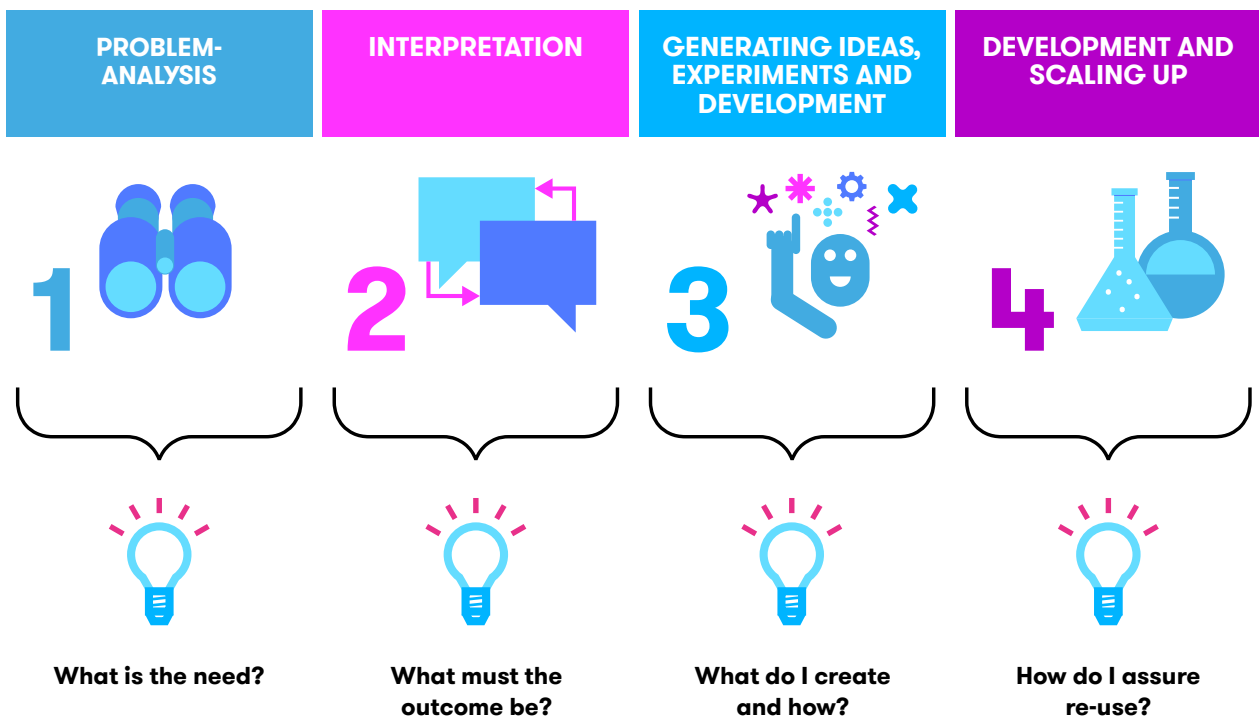 PROBLEM-
ANALYSIS
INTERPRETATION
GENERATING IDEAS,
EXPERIMENTS AND
DEVELOPMENT
DEVELOPMENT AND
SCALING UP
1
2
3
4
What is the need?
What must the
outcome be?
What do I create
and how?
How do I assure
re-use?